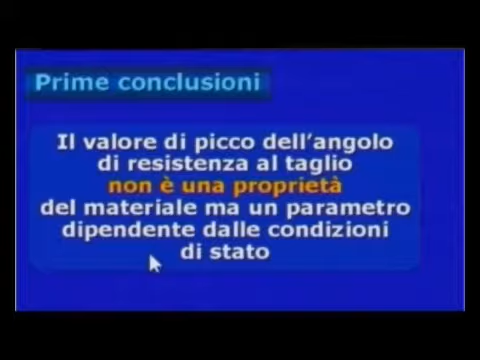 Prime conclusioni
Il valore di picco dell'angolo
di resistenza al taglio
non è una proprietà
del materiale ma un parametro
dipendente dalle condizioni
di stato